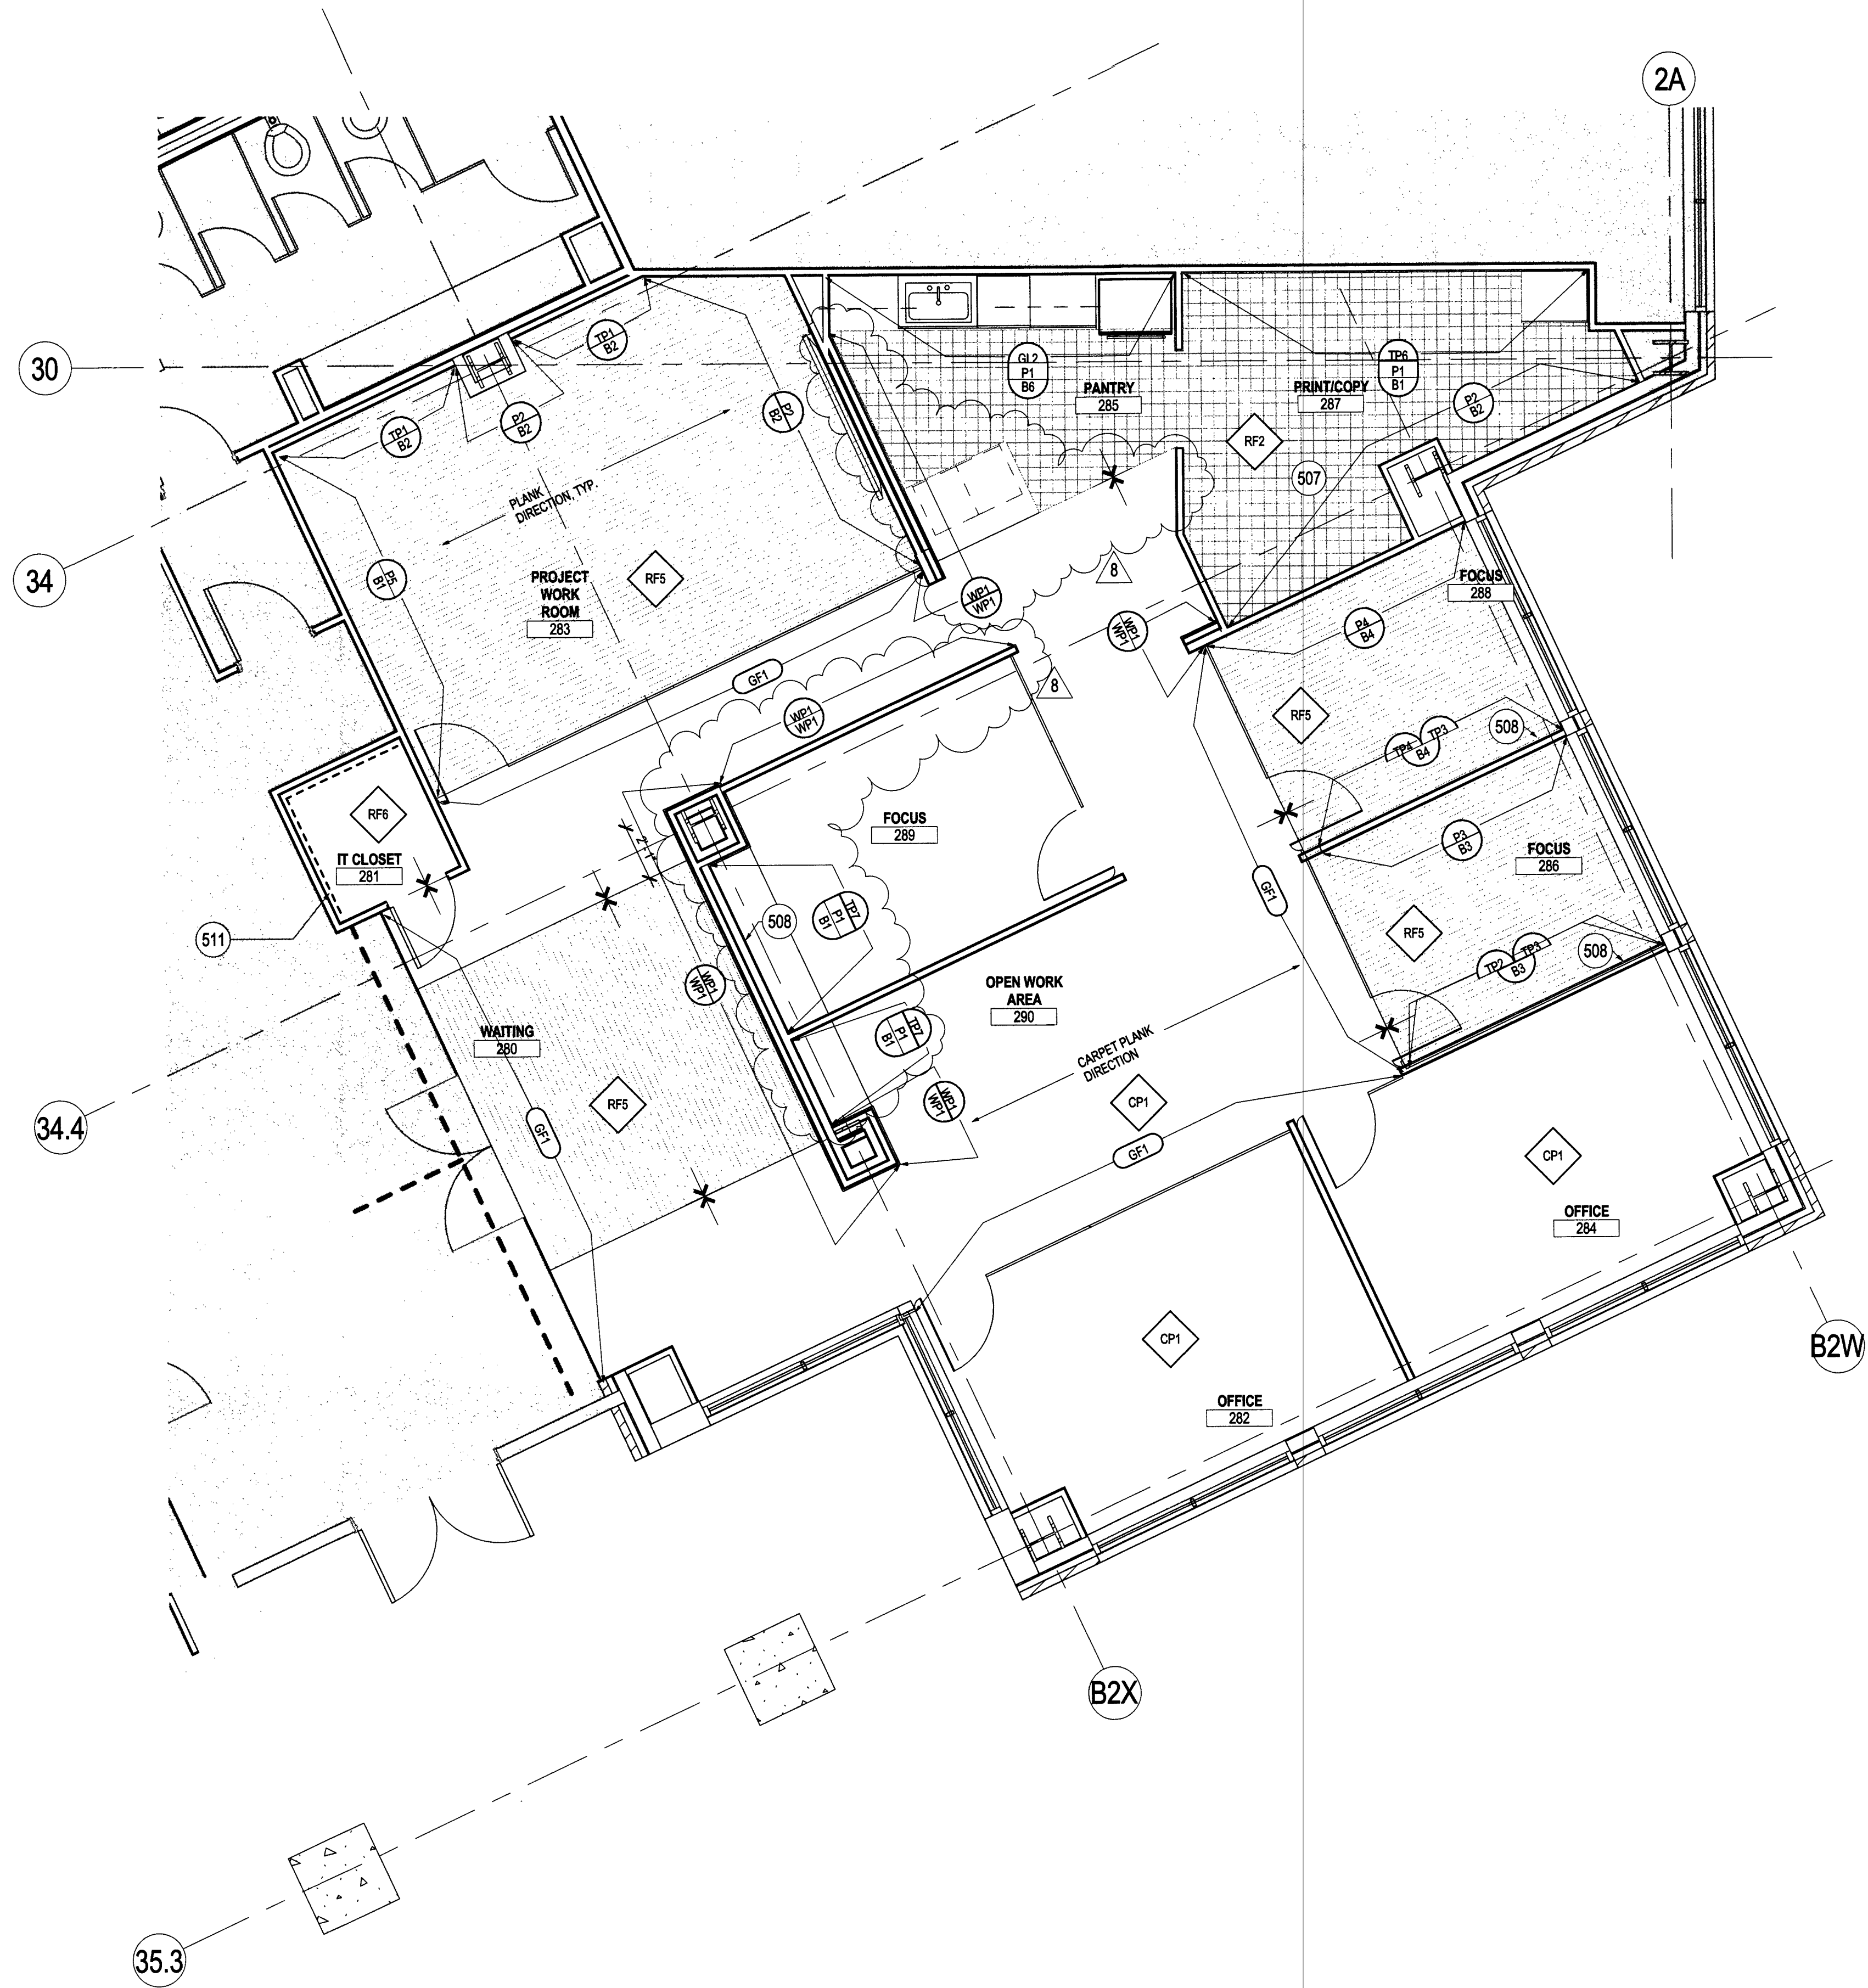 2A
30
34
34.4
35.3
B2X
B2W
TP1
B2
TP1
B2
P2
B2
P2
B2
GL2
P1
B6
PANTRY
285
TP6
P1
B1
PRINT/COPY
287
P2
B2
RF2
507
PLANK
DIRECTION, TYP.
P5
B1
PROJECT
WORK
ROOM
283
RF5
8
WP1
WP1
WP1
WP1
FOCUS
288
P4
B4
GF1
8
WP1
WP1
RF5
TP4
TP3
B4
508
RF6
IT CLOSET
281
2'-1"
FOCUS
289
P3
B3
FOCUS
286
GF1
511
508
TP7
P1
B1
RF5
TP2
TP3
B3
508
WP1
WP1
OPEN WORK
AREA
290
WAITING
280
TP7
P1
B1
CARPET PLANK
DIRECTION
RF5
GF1
WP1
WP1
CP1
GF1
CP1
OFFICE
284
CP1
OFFICE
282